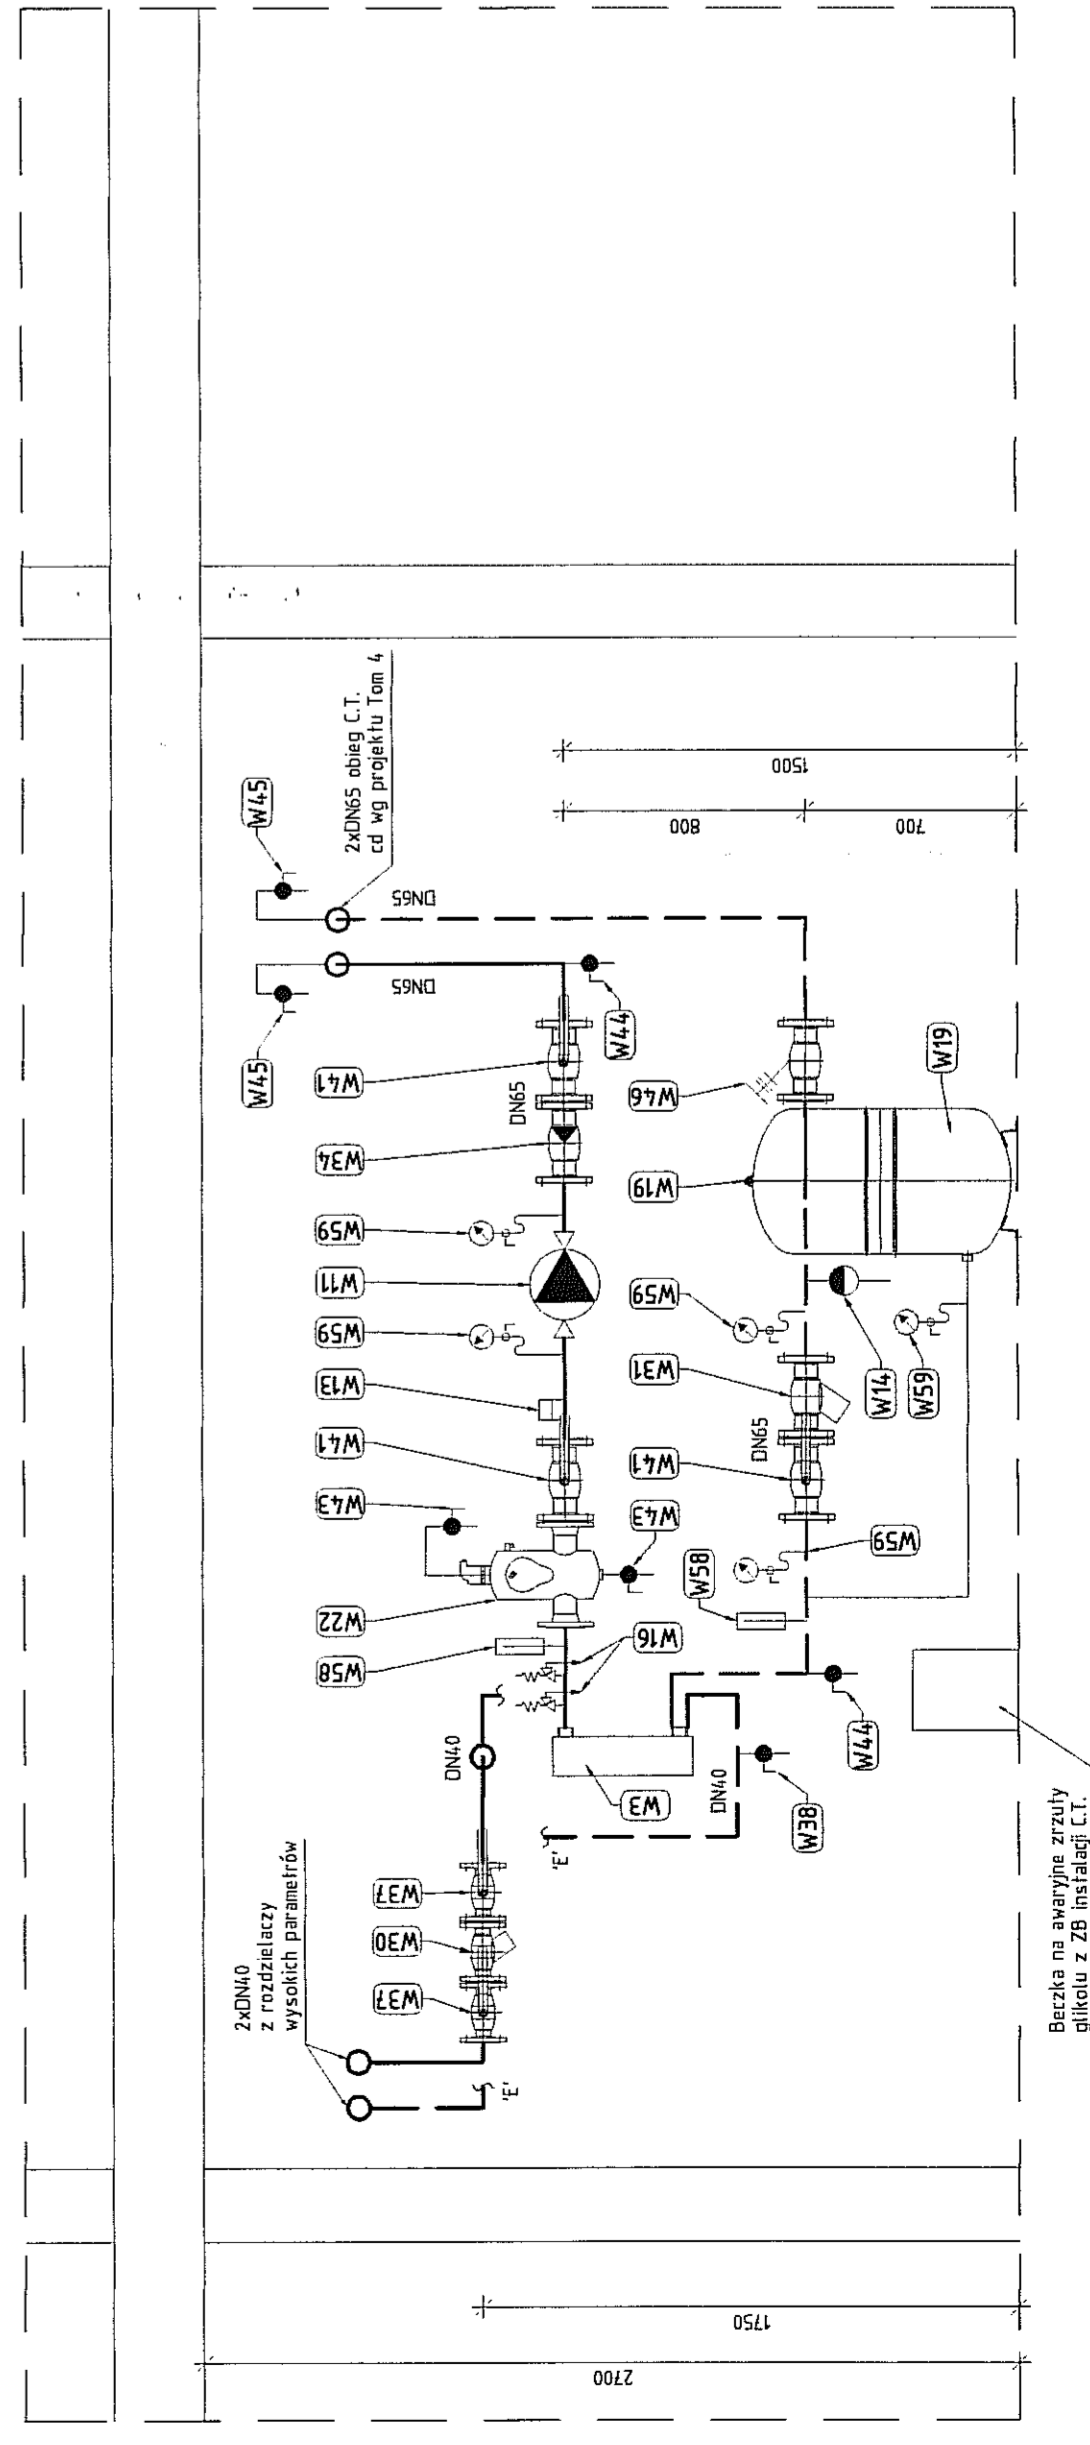 W45
2xDN65 obieg C.T.
cd wg projektu Tom 4
1500
800
700
DN65
DN65
W45
W44
W41
DN65
W34
W46
W19
W19
W59
W11
W59
W59
W13
W31
W14
W59
W41
DN65
W41
W43
W43
W59
W58
W22
W16
W58
W44
DN40
W3
DN40
W38
'E'
2xDN40
z rozdzielaczy
wysokich parametrów
W37
W30
W37
'E'
Beczka na awaryjne zrzuty
glikolu z ZB instalacji C.T.
1750
2700